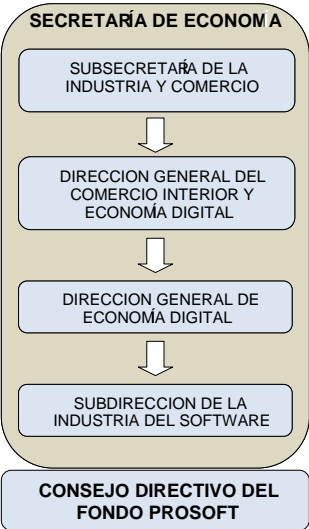 SECRETARÍA DE ECONOMÍA
SUBSECRETARÍA DE LA
INDUSTRIA Y COMERCIO
DIRECCION GENERAL DEL
COMERCIO INTERIOR Y
ECONOMÍA DIGITAL
DIRECCION GENERAL DE
ECONOMÍA DIGITAL
SUBDIRECCION DE LA
INDUSTRIA DEL SOFTWARE
CONSEJO DIRECTIVO DEL
FONDO PROSOFT